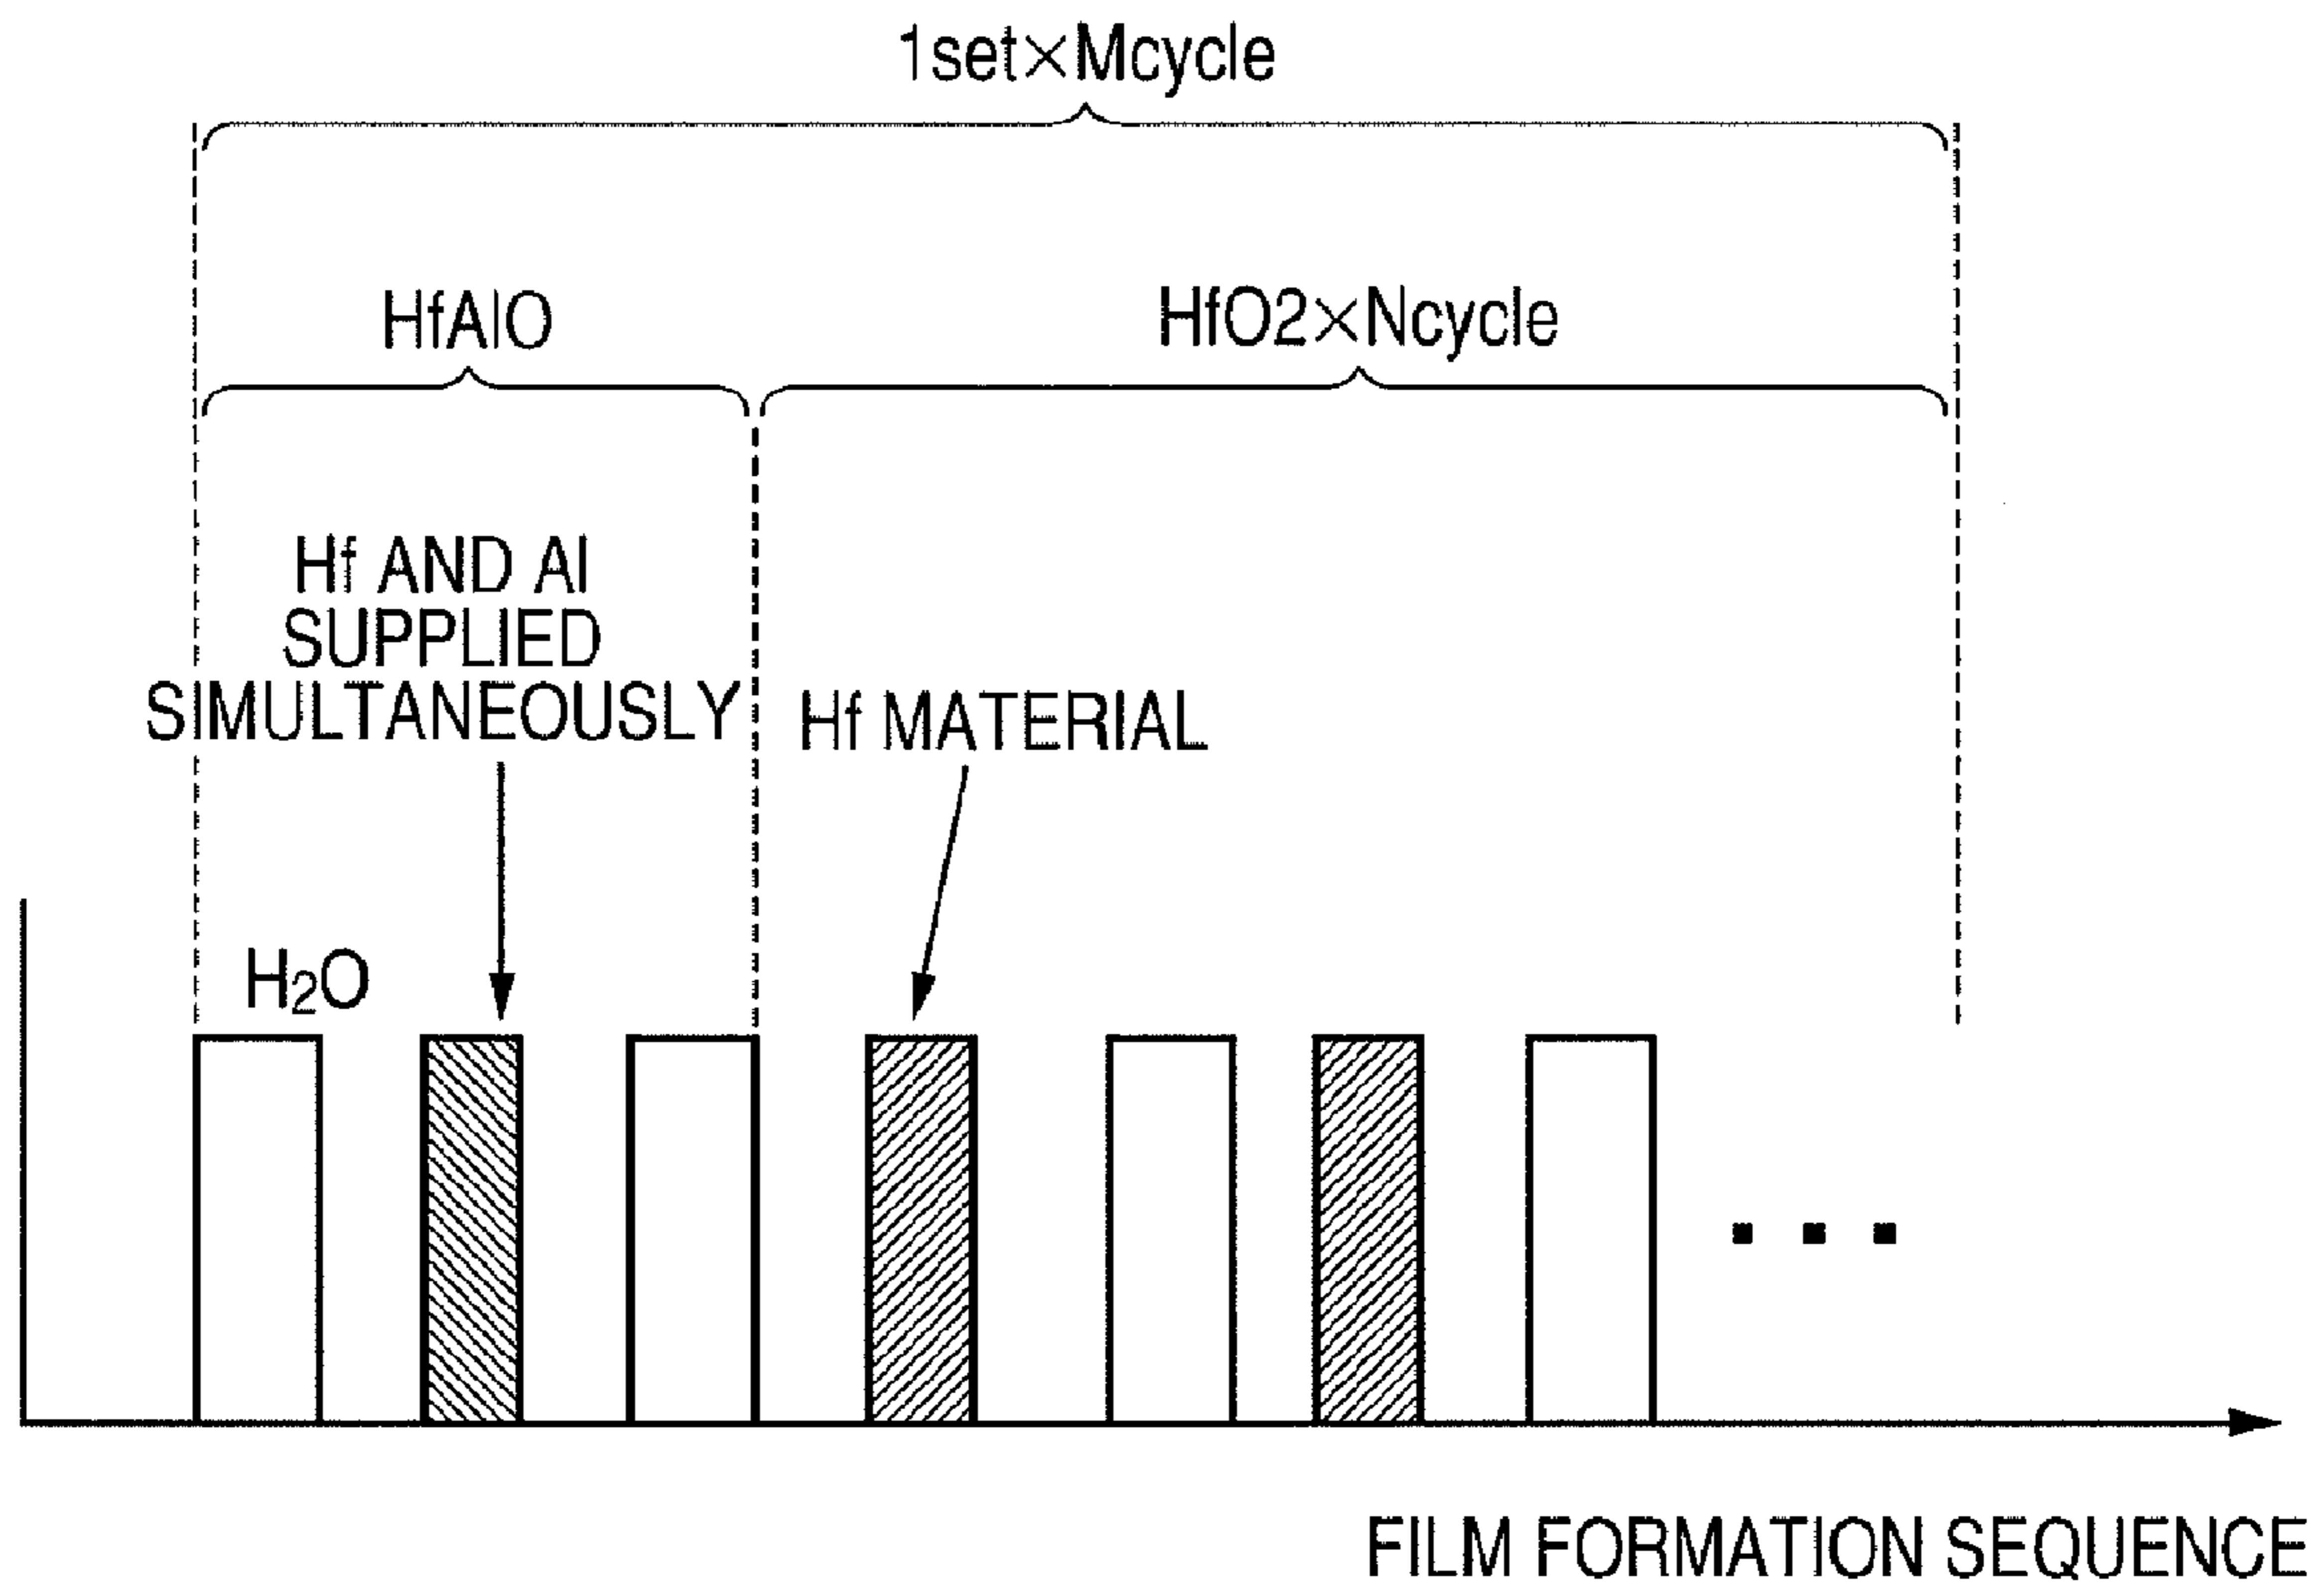 1set×Mcycle
HfAlO
HfO2×Ncycle
Hf AND Al
SUPPLIED
SIMULTANEOUSLY
Hf MATERIAL
H₂O
FILM FORMATION SEQUENCE